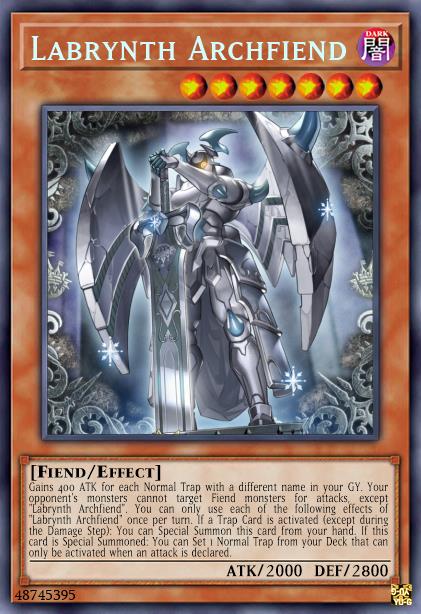 LABRYNTH ARCHFIEND
DARK
闇
[FIEND/EFFECT]
Gains 400 ATK for each Normal Trap with a different name in your GY. Your
opponent's monsters cannot target Fiend monsters for attacks, except
"Labrynth Archfiend". You can only use each of the following effects of
"Labrynth Archfiend" once per turn. If a Trap Card is activated (except during
the Damage Step): You can Special Summon this card from your hand. If this
card is Special Summoned: You can Set 1 Normal Trap from your Deck that can
only be activated when an attack is declared.
ATK/2000 DEF/2800
48745395